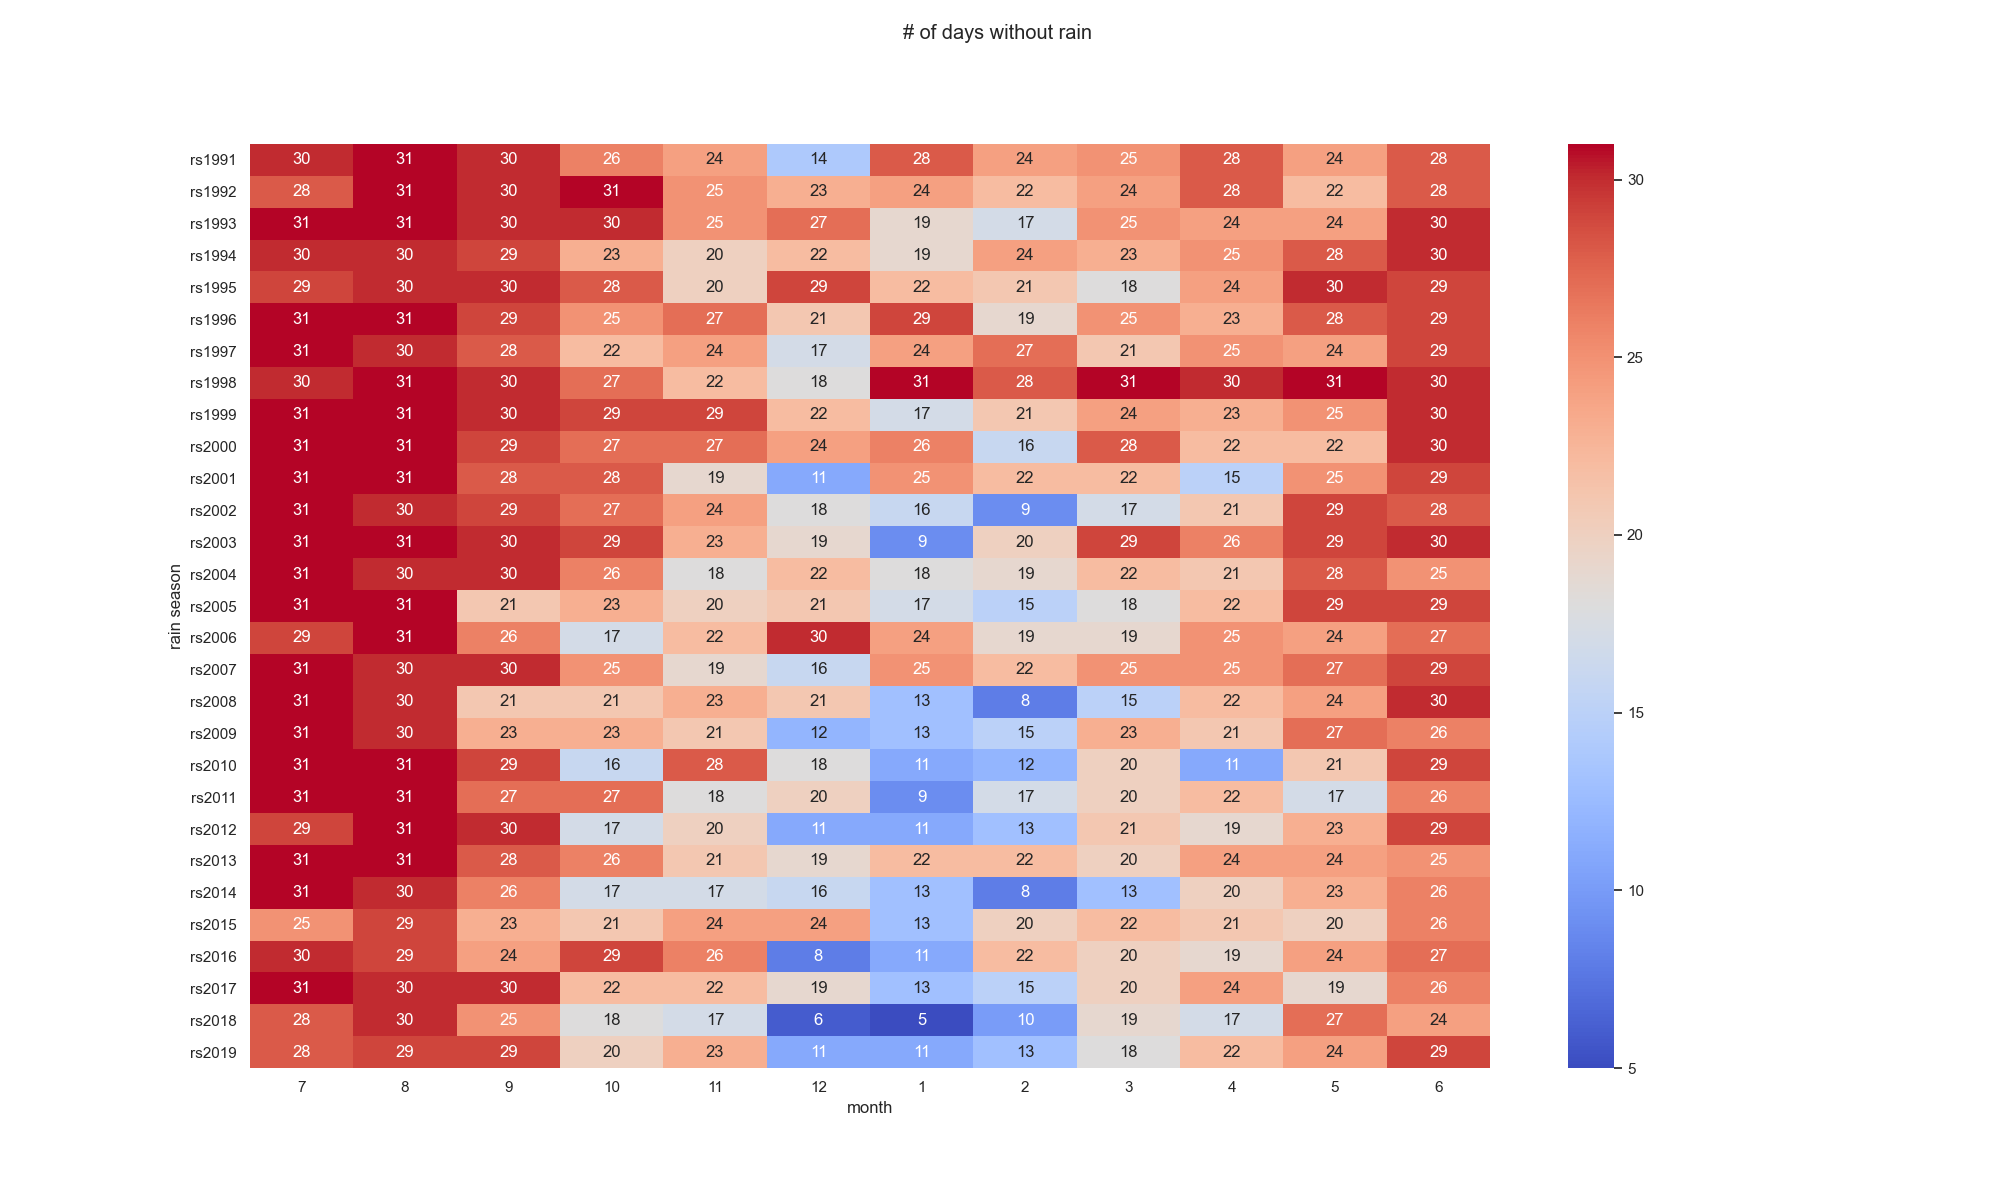 # of days without rain
rs1991 30 31 30 26 24 14 28 24 25 28 24 28
rs1992 28 31 30 31 25 23 24 22 24 28 22 28
rs1993 31 31 30 30 25 27 19 17 25 24 24 30
rs1994 30 30 29 23 20 22 19 24 23 25 28 30
rs1995 29 30 30 28 20 29 22 21 18 24 30 29
rs1996 31 31 29 25 27 21 29 19 25 23 28 29
rs1997 31 30 28 22 24 17 24 27 21 25 24 29
rs1998 30 31 30 27 22 18 31 28 31 30 31 30
rs1999 31 31 30 29 29 22 17 21 24 23 25 30
rs2000 31 31 29 27 27 24 26 16 28 22 22 30
rs2001 31 31 28 28 19 11 25 22 22 15 25 29
rs2002 31 30 29 27 24 18 16 9 17 21 29 28
rs2003 31 31 30 29 23 19 9 20 29 26 29 30
rs2004 31 30 30 26 18 22 18 19 22 21 28 25
rs2005 31 31 21 23 20 21 17 15 18 22 29 29
rs2006 29 31 26 17 22 30 24 19 19 25 24 27
rs2007 31 30 30 25 19 16 25 22 25 25 27 29
rs2008 31 30 21 21 23 21 13 8 15 22 24 30
rs2009 31 30 23 23 21 12 13 15 23 21 27 26
rs2010 31 31 29 16 28 18 11 12 20 11 21 29
rs2011 31 31 27 27 18 20 9 17 20 22 17 26
rs2012 29 31 30 17 20 11 11 13 21 19 23 29
rs2013 31 31 28 26 21 19 22 22 20 24 24 25
rs2014 31 30 26 17 17 16 13 8 13 20 23 26
rs2015 25 29 23 21 24 24 13 20 22 21 20 26
rs2016 30 29 24 29 26 8 11 22 20 19 24 27
rs2017 31 30 30 22 22 19 13 15 20 24 19 26
rs2018 28 30 25 18 17 6 5 10 19 17 27 24
rs2019 28 29 29 20 23 11 11 13 18 22 24 29
7 8 9 10 11 12 1 2 3 4 5 6
month
rain season
30
25
20
15
10
5